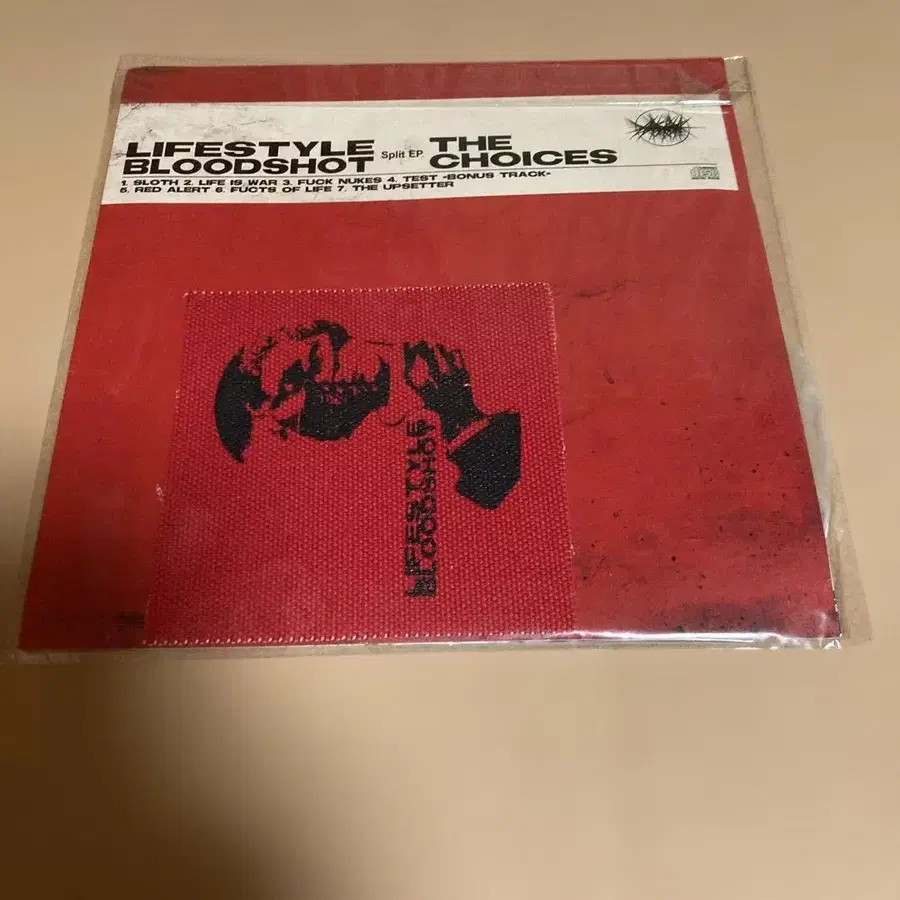 LIFESTYLE
BLOODSHOT
Split EP
THE
CHOICES
1. SLOTH 2. LIFE IS WAR 3. FUCK NUKES 4. TEST -BONUS TRACK-
5. RED ALERT 6. FUCTS OF LIFE 7. THE UPSETTER
LIFESTYLE
BLOODSHOT